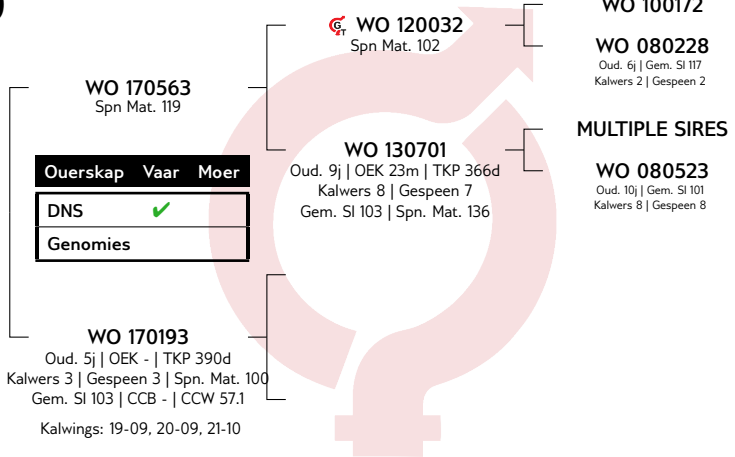 WO 100172
WO 120032
Spn Mat. 102
WO 080228
Oud. 6j | Gem. SI 117
Kalwers 2 | Gespeen 2
WO 170563
Spn Mat. 119
MULTIPLE SIRES
WO 130701
Oud. 9j | OEK 23m | TKP 366d
Kalwers 8 | Gespeen 7
Gem. SI 103 | Spn. Mat. 136
WO 080523
Oud. 10j | Gem. SI 101
Kalwers 8 | Gespeen 8
Ouerskap Vaar Moer
DNS ✔
Genomies
WO 170193
Oud. 5j | OEK - | TKP 390d
Kalwers 3 | Gespeen 3 | Spn. Mat. 100
Gem. SI 103 | CCB - | CCW 57.1
Kalwings: 19-09, 20-09, 21-10